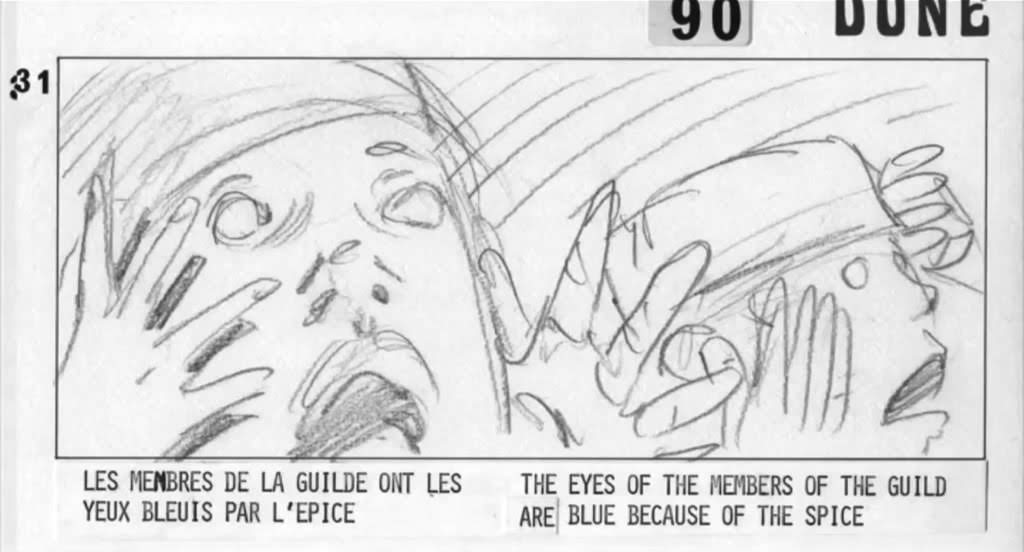 90
DUNE
31
LES MEMBRES DE LA GUILDE ONT LES
YEUX BLEUIS PAR L'EPICE
THE EYES OF THE MEMBERS OF THE GUILD
ARE BLUE BECAUSE OF THE SPICE